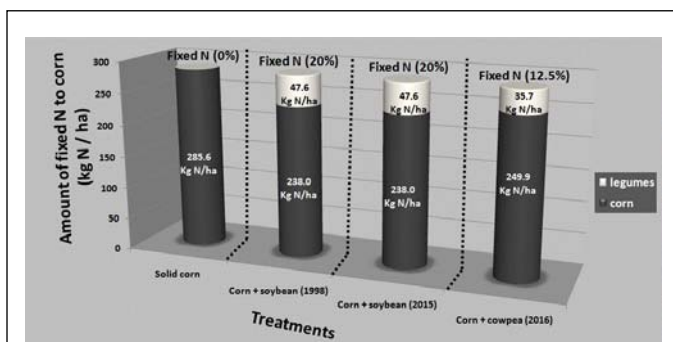 Fixed N (0%)
Fixed N (20%)
Fixed N (20%)
Fixed N (12.5%)
Amount of fixed N to corn
(kg N / ha)
300
250
200
150
100
50
0
285.6
Kg N/ha
47.6
Kg N/ha
238.0
Kg N/ha
47.6
Kg N/ha
238.0
Kg N/ha
35.7
Kg N/ha
249.9
Kg N/ha
legumes
corn
Solid corn
Corn + soybean (1998)
Corn + soybean (2015)
Corn + cowpea (2016)
Treatments